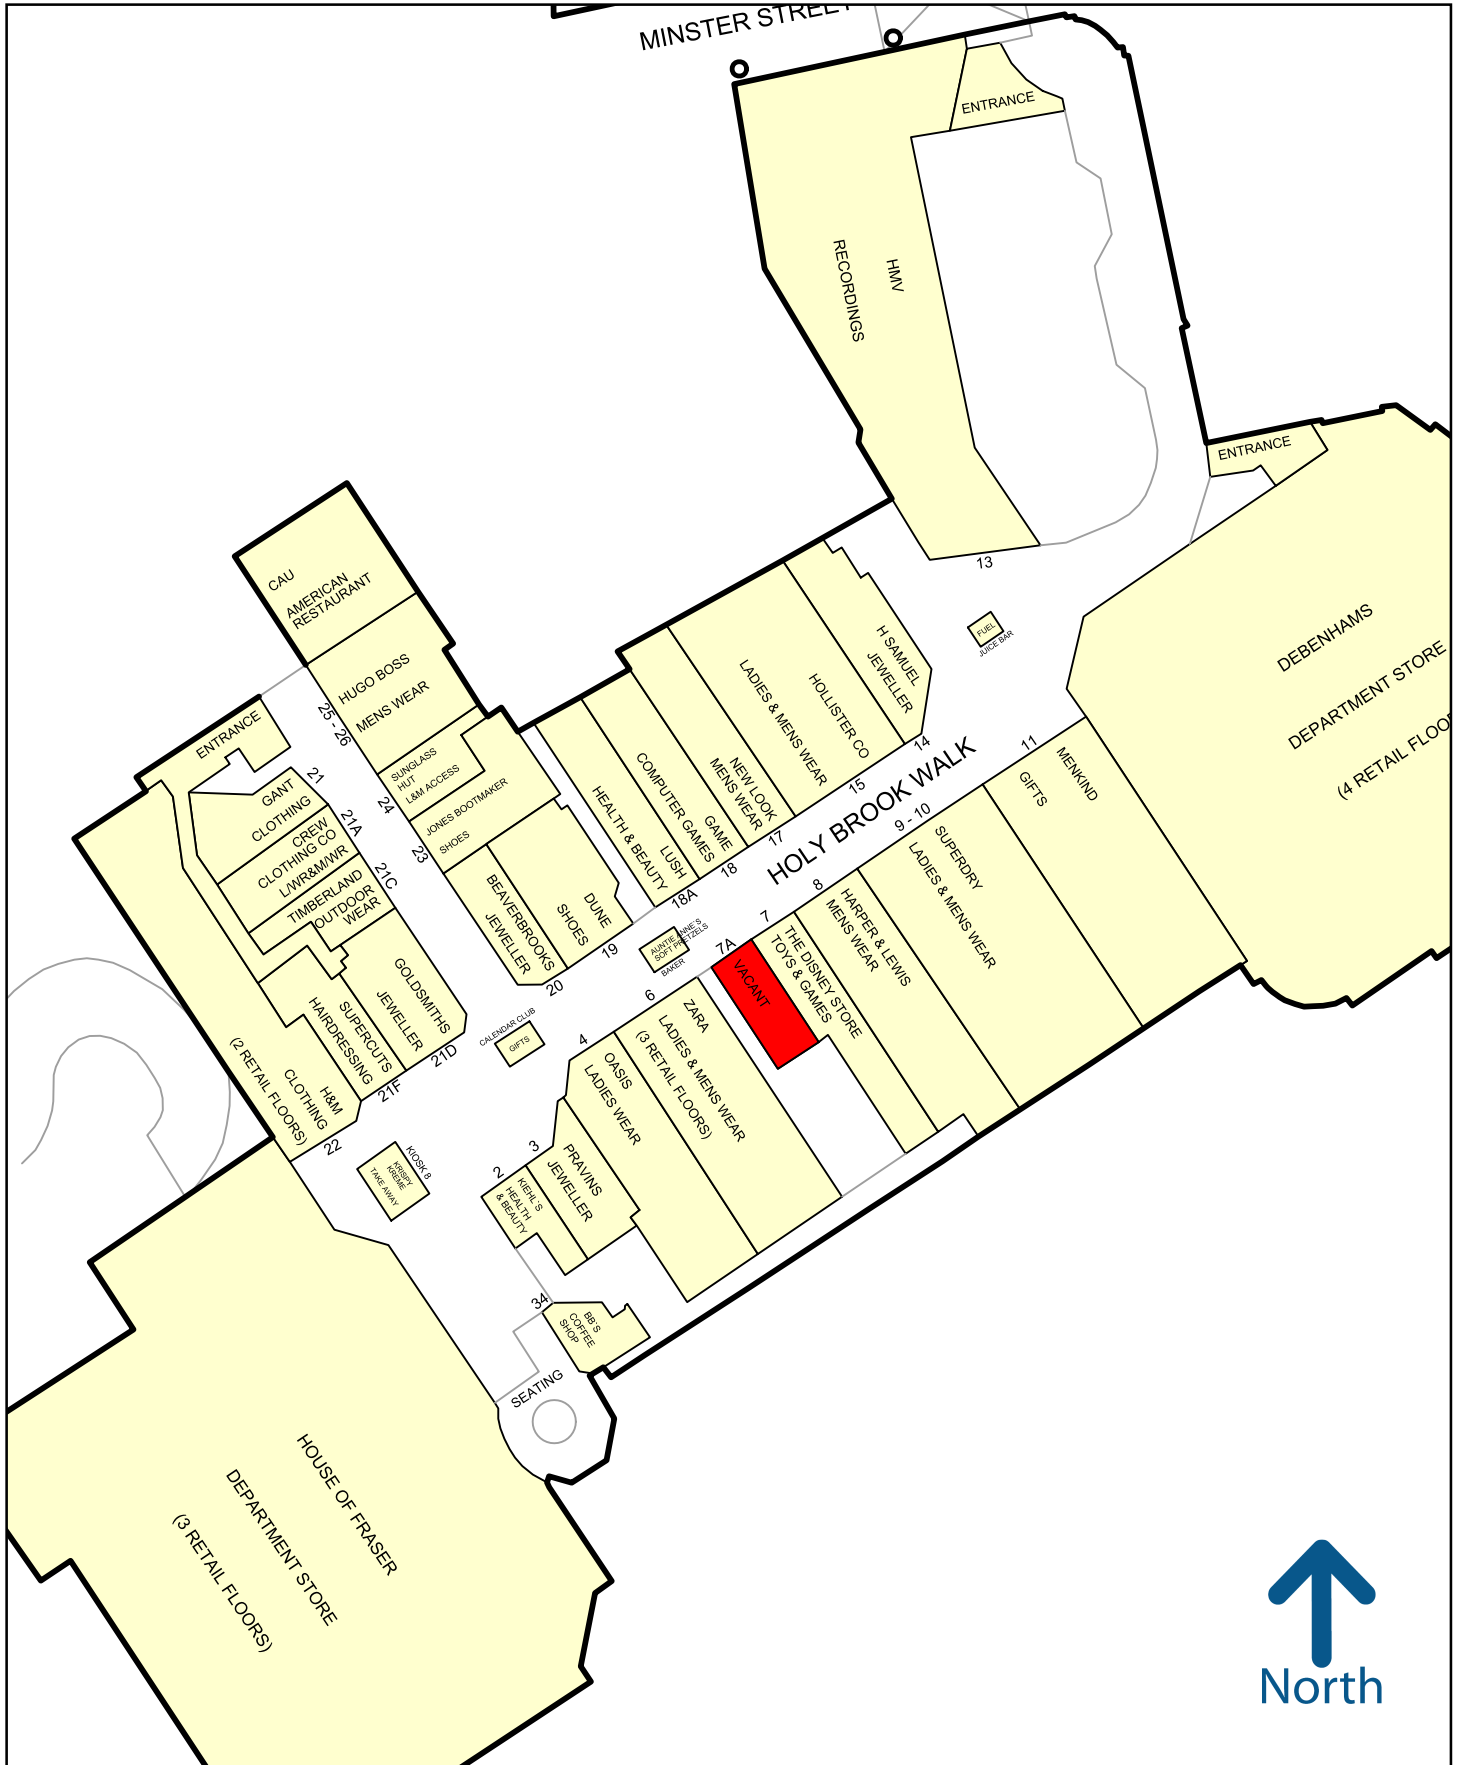 MINSTER STREET
ENTRANCE
HMV
RECORDINGS
13
ENTRANCE
FUEL
JUICE BAR
DEBENHAMS
DEPARTMENT STORE
(4 RETAIL FLOO
CAU
AMERICAN
RESTAURANT
HUGO BOSS
MENS WEAR
25 - 26
SUNGLASS
HUT
L&M ACCESS
24
JONES BOOTMAKER
SHOES
23
BEAVERBROOKS
JEWELLER
20
DUNE
SHOES
19
LUSH
HEALTH & BEAUTY
18A
GAME
COMPUTER GAMES
18
NEW LOOK
MENS WEAR
17
HOLLISTER CO
LADIES & MENS WEAR
15
H SAMUEL
JEWELLER
14
HOLY BROOK WALK
ENTRANCE
21
GANT
CLOTHING
21A
CREW
CLOTHING CO
L/WR&M/WR
21C
TIMBERLAND
OUTDOOR
WEAR
GOLDSMITHS
JEWELLER
21D
SUPERCUTS
HAIRDRESSING
21F
H&M
CLOTHING
(2 RETAIL FLOORS)
22
AUNTIE ANNE'S
SOFT PRETZELS
BAKER
CALENDAR CLUB
GIFTS
KIOSK 8
KRISPY
KREME
TAKE AWAY
11
MENKIND
GIFTS
9 - 10
SUPERDRY
LADIES & MENS WEAR
8
HARPER & LEWIS
MENS WEAR
7
THE DISNEY STORE
TOYS & GAMES
7A
VACANT
6
ZARA
LADIES & MENS WEAR
(3 RETAIL FLOORS)
4
OASIS
LADIES WEAR
3
PRAVINS
JEWELLER
2
KIEHL'S
HEALTH
& BEAUTY
34
BB'S
COFFEE
SHOP
SEATING
HOUSE OF FRASER
DEPARTMENT STORE
(3 RETAIL FLOORS)
North